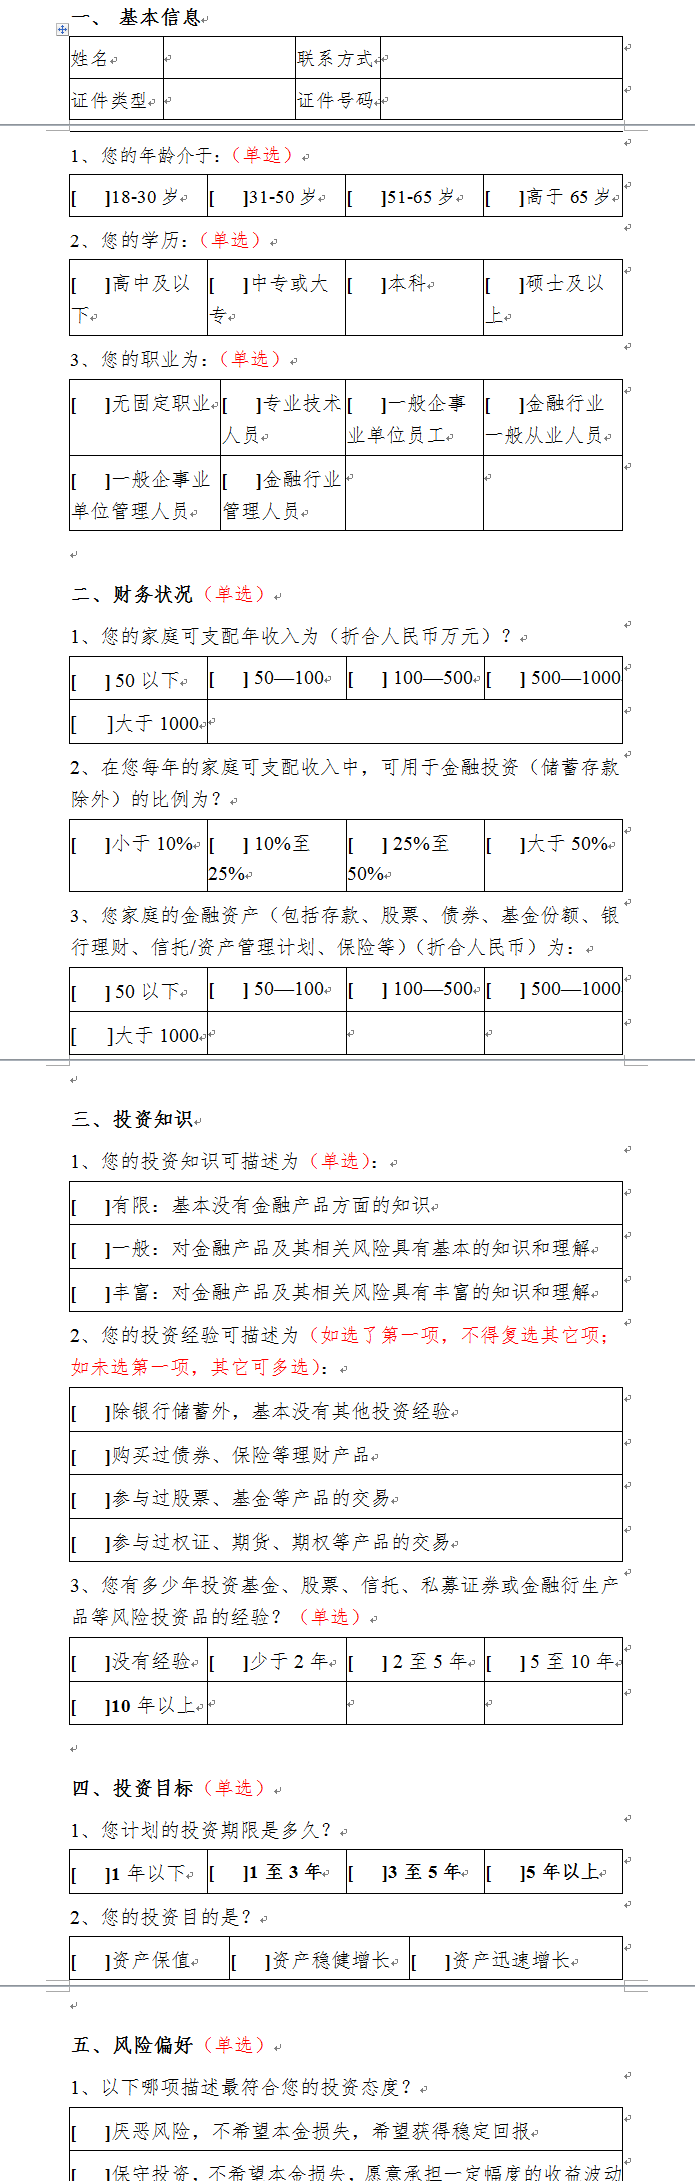 一、 基本信息
姓名 联系方式
证件类型 证件号码
1、您的年龄介于：（单选）
[ ]18-30 岁 [ ]31-50 岁 [ ]51-65 岁 [ ]高于 65 岁
2、您的学历：（单选）
[ ]高中及以 [ ]中专或大 [ ]本科 [ ]硕士及以
下 专 上
3、您的职业为：（单选）
[ ]无固定职业 [ ]专业技术 [ ]一般企事 [ ]金融行业
人员 业单位员工 一般从业人员
[ ]一般企事业 [ ]金融行业
单位管理人员 管理人员
二、财务状况（单选）
1、您的家庭可支配年收入为（折合人民币万元）？
[ ] 50 以下 [ ] 50—100 [ ] 100—500 [ ] 500—1000
[ ]大于 1000
2、在您每年的家庭可支配收入中，可用于金融投资（储蓄存款
除外）的比例为？
[ ]小于 10% [ ] 10%至 [ ] 25%至 [ ]大于 50%
25% 50%
3、您家庭的金融资产（包括存款、股票、债券、基金份额、银
行理财、信托/资产管理计划、保险等）（折合人民币）为：
[ ] 50 以下 [ ] 50—100 [ ] 100—500 [ ] 500—1000
[ ]大于 1000
三、投资知识
1、您的投资知识可描述为（单选）：
[ ]有限：基本没有金融产品方面的知识
[ ]一般：对金融产品及其相关风险具有基本的知识和理解
[ ]丰富：对金融产品及其相关风险具有丰富的知识和理解
2、您的投资经验可描述为（如选了第一项，不得复选其它项；
如未选第一项，其它可多选）：
[ ]除银行储蓄外，基本没有其他投资经验
[ ]购买过债券、保险等理财产品
[ ]参与过股票、基金等产品的交易
[ ]参与过权证、期货、期权等产品的交易
3、您有多少年投资基金、股票、信托、私募证券或金融衍生产
品等风险投资品的经验？（单选）
[ ]没有经验 [ ]少于 2 年 [ ] 2 至 5 年 [ ] 5 至 10 年
[ ]10 年以上
四、投资目标（单选）
1、您计划的投资期限是多久？
[ ]1 年以下 [ ]1 至 3 年 [ ]3 至 5 年 [ ]5 年以上
2、您的投资目的是？
[ ]资产保值 [ ]资产稳健增长 [ ]资产迅速增长
五、风险偏好（单选）
1、以下哪项描述最符合您的投资态度？
[ ]厌恶风险，不希望本金损失，希望获得稳定回报
[ ]保守投资，不希望本金损失，愿意承担一定幅度的收益波动